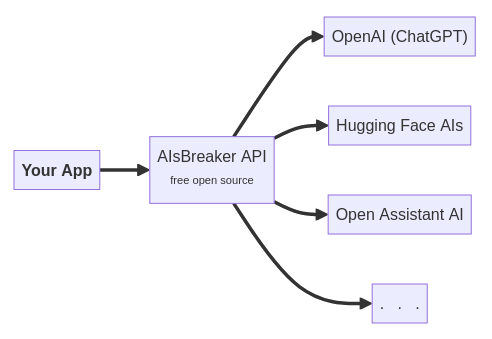 Your App
AIsBreaker API
free open source
OpenAI (ChatGPT)
Hugging Face AIs
Open Assistant AI
. . .